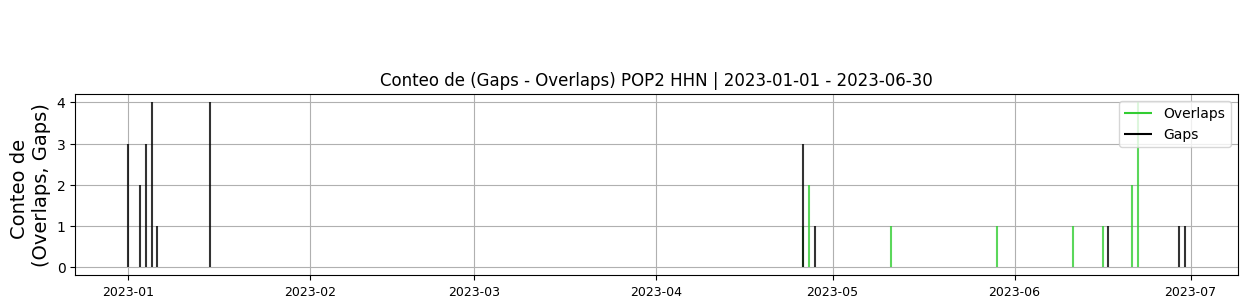 Conteo de (Gaps - Overlaps) POP2 HHN | 2023-01-01 - 2023-06-30
Conteo de
(Overlaps, Gaps)
4
3
2
1
0
Overlaps
Gaps
2023-01
2023-02
2023-03
2023-04
2023-05
2023-06
2023-07